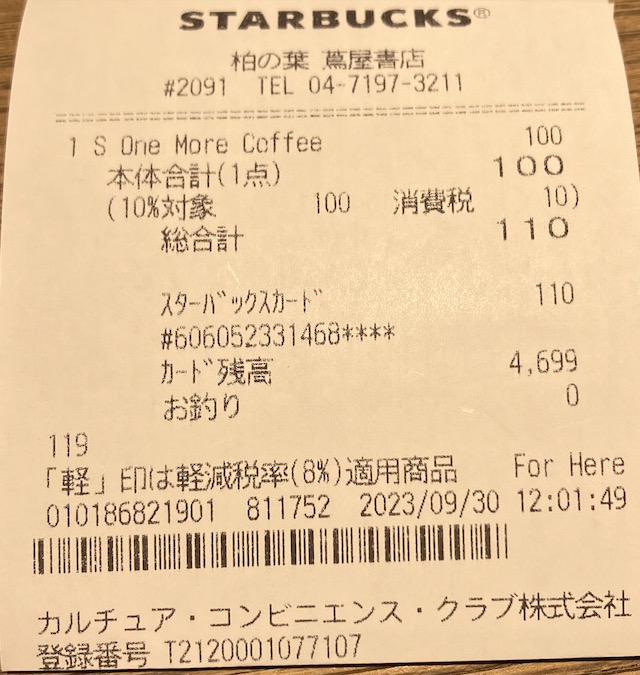 STARBUCKS®
柏の葉 蔦屋書店
#2091 TEL 04-7197-3211
1 S One More Coffee 100
本体合計(1点) 100
(10%対象 100 消費税 10)
総合計 110
スターバックスカード 110
#606052331468****
カード残高 4,699
お釣り 0
119
「軽」印は軽減税率(8%)適用商品 For Here
010186821901 811752 2023/09/30 12:01:49
カルチュア・コンビニエンス・クラブ株式会社
登録番号 T2120001077107